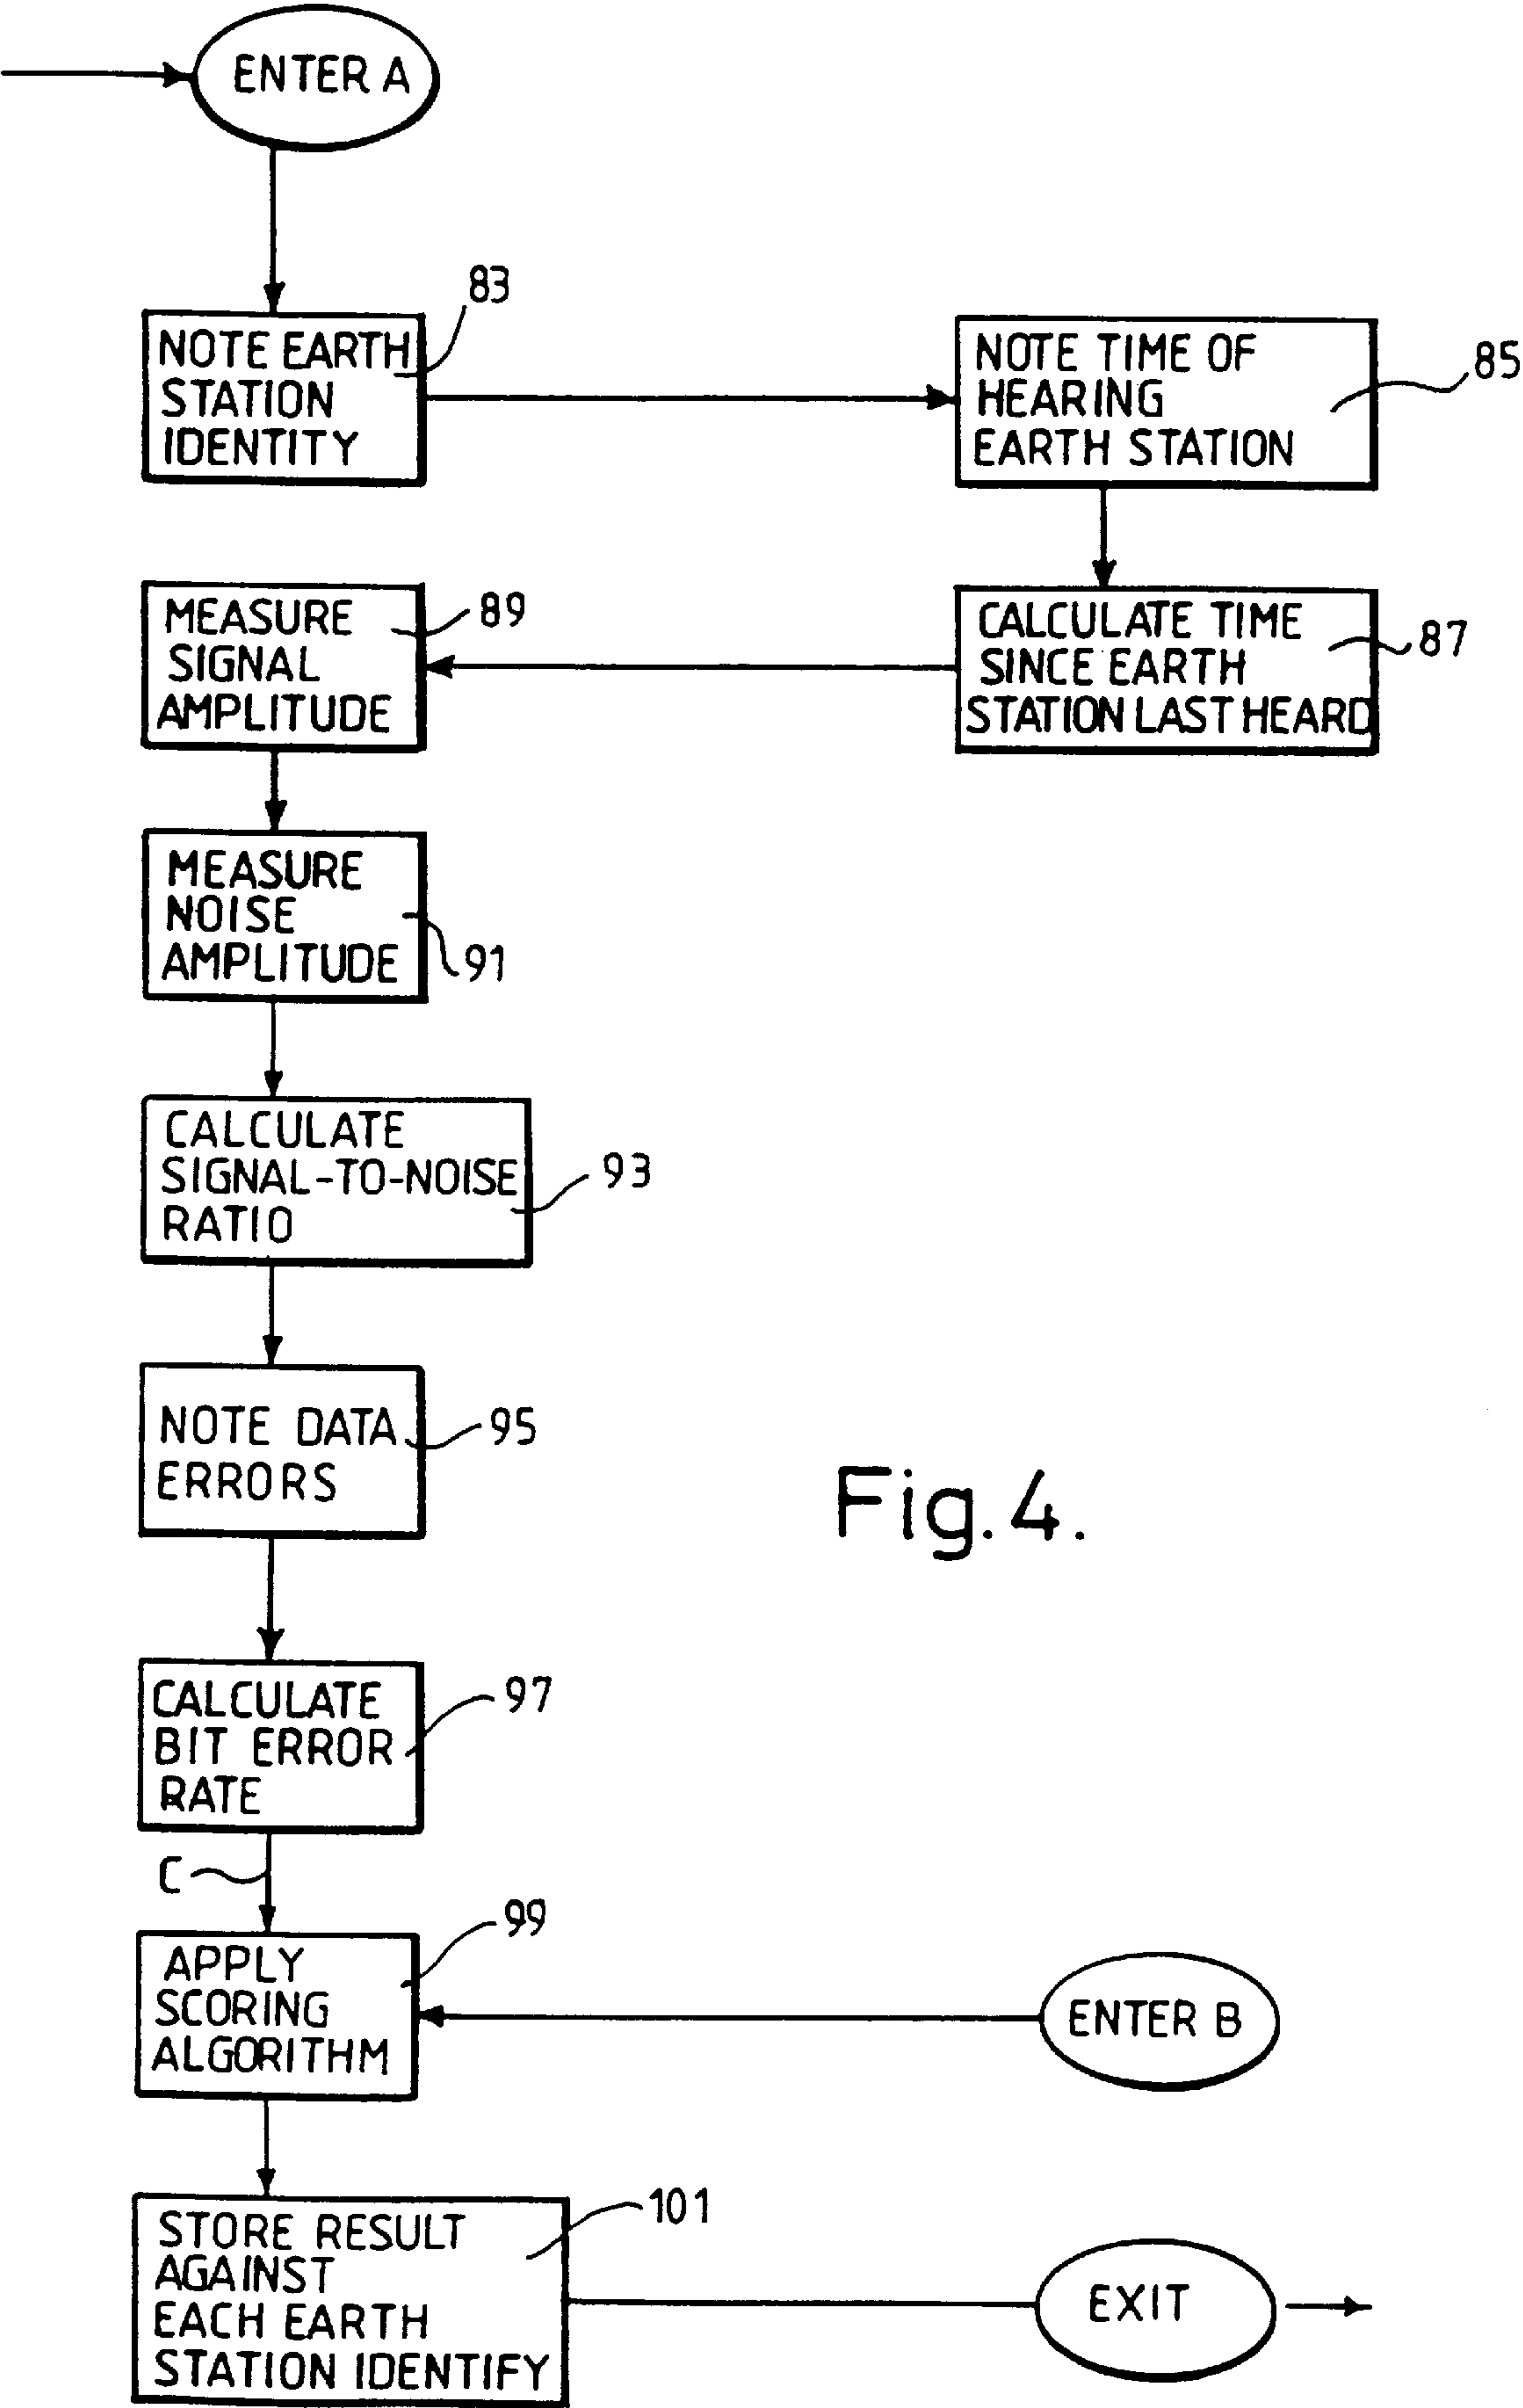 ENTER A
83
NOTE EARTH
STATION
IDENTITY
NOTE TIME OF
HEARING
EARTH STATION
85
MEASURE
SIGNAL
AMPLITUDE
89
CALCULATE TIME
SINCE EARTH
STATION LAST HEARD
87
MEASURE
NOISE
AMPLITUDE
91
CALCULATE
SIGNAL-TO-NOISE
RATIO
93
NOTE DATA
ERRORS
95
Fig. 4.
CALCULATE
BIT ERROR
RATE
97
C
99
APPLY
SCORING
ALGORITHM
ENTER B
101
STORE RESULT
AGAINST
EACH EARTH
STATION IDENTIFY
EXIT